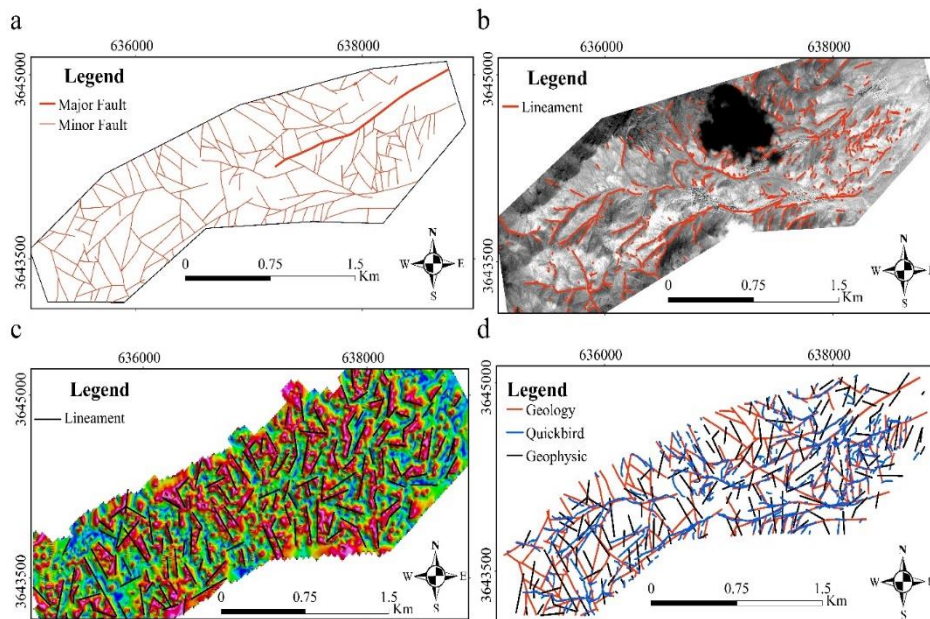 a
636000 638000
3645000
3643500
Legend
Major Fault
Minor Fault
N
W E
S
0 0.75 1.5
Km
b
636000 638000
3645000
3643500
Legend
Lineament
N
W
S
0 0.75 1.5
Km
c
636000 638000
3645000
3643500
Legend
Lineament
N
W E
S
0 0.75 1.5
Km
d
636000 638000
3645000
3643500
Legend
Geology
Quickbird
Geophysic
N
W
S
0 0.75 1.5
Km